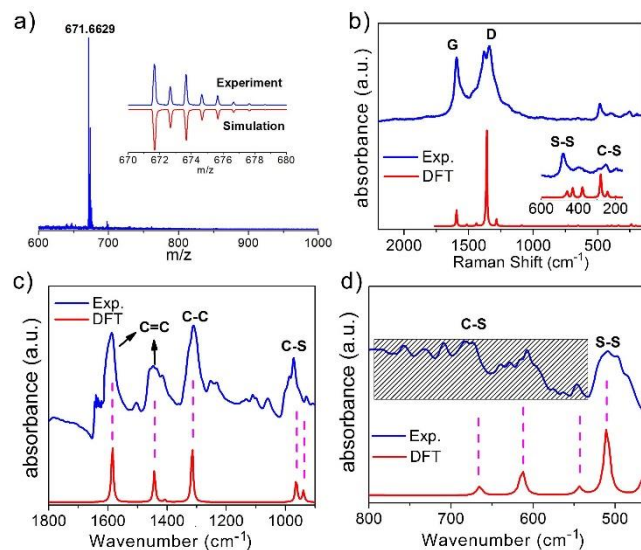 a)
671.6629
Experiment
Simulation
670 672 674 676 678 680
m/z
600 700 800 900 1000
m/z
b)
absorbance (a.u.)
G
D
S-S
C-S
Exp.
DFT
600 400 200
2000 1500 1000 500
Raman Shift (cm-1)
c)
absorbance (a.u.)
Exp.
DFT
C=C
C-C
C-S
1800 1600 1400 1200 1000
Wavenumber (cm-1)
d)
absorbance (a.u.)
C-S
S-S
Exp.
DFT
800 700 600 500
Wavenumber (cm-1)